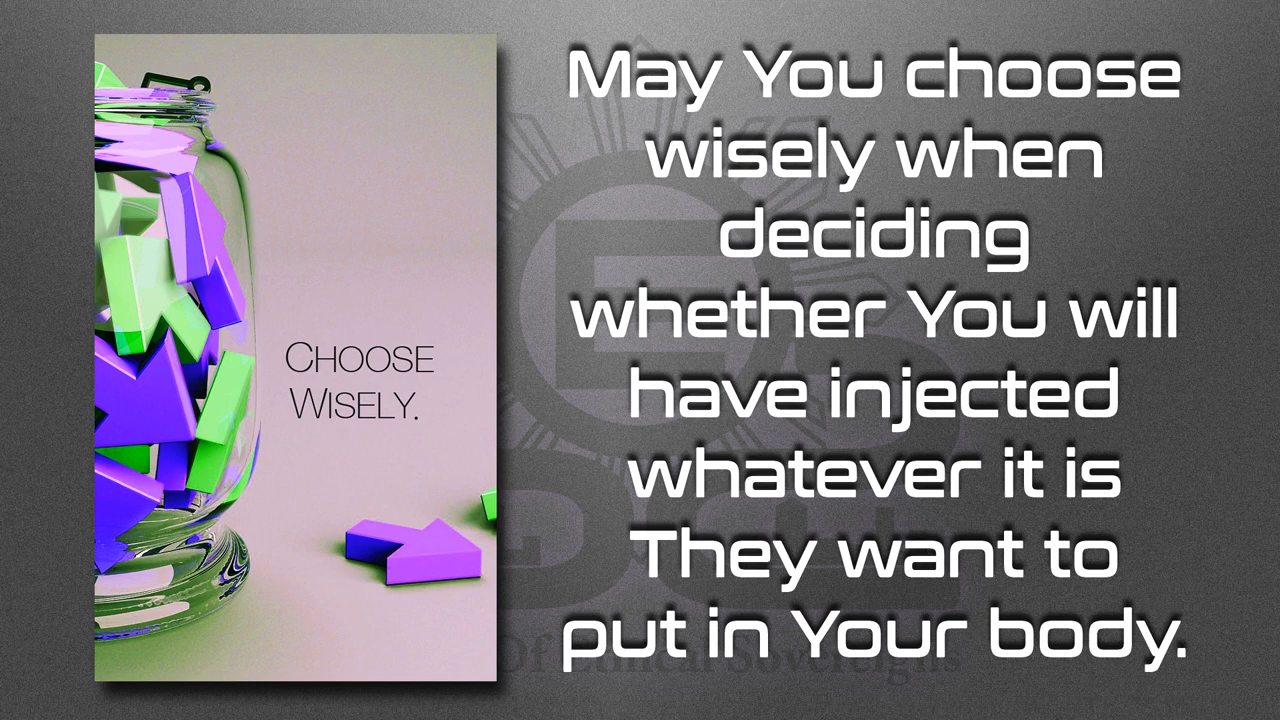 CHOOSE
WISELY.
May You choose
wisely when
deciding
whether You will
have injected
whatever it is
They want to
put in Your body.